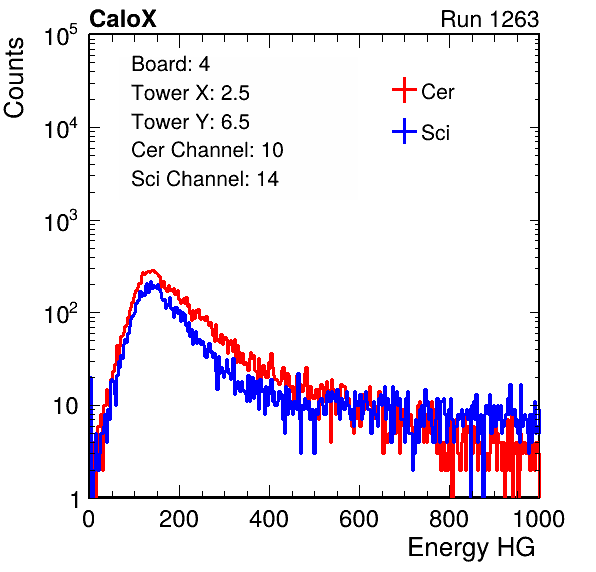 CaloX Run 1263
Counts
10^5
10^4
10^3
10^2
10
1
Board: 4
Tower X: 2.5
Tower Y: 6.5
Cer Channel: 10
Sci Channel: 14
Cer
Sci
0 200 400 600 800 1000
Energy HG